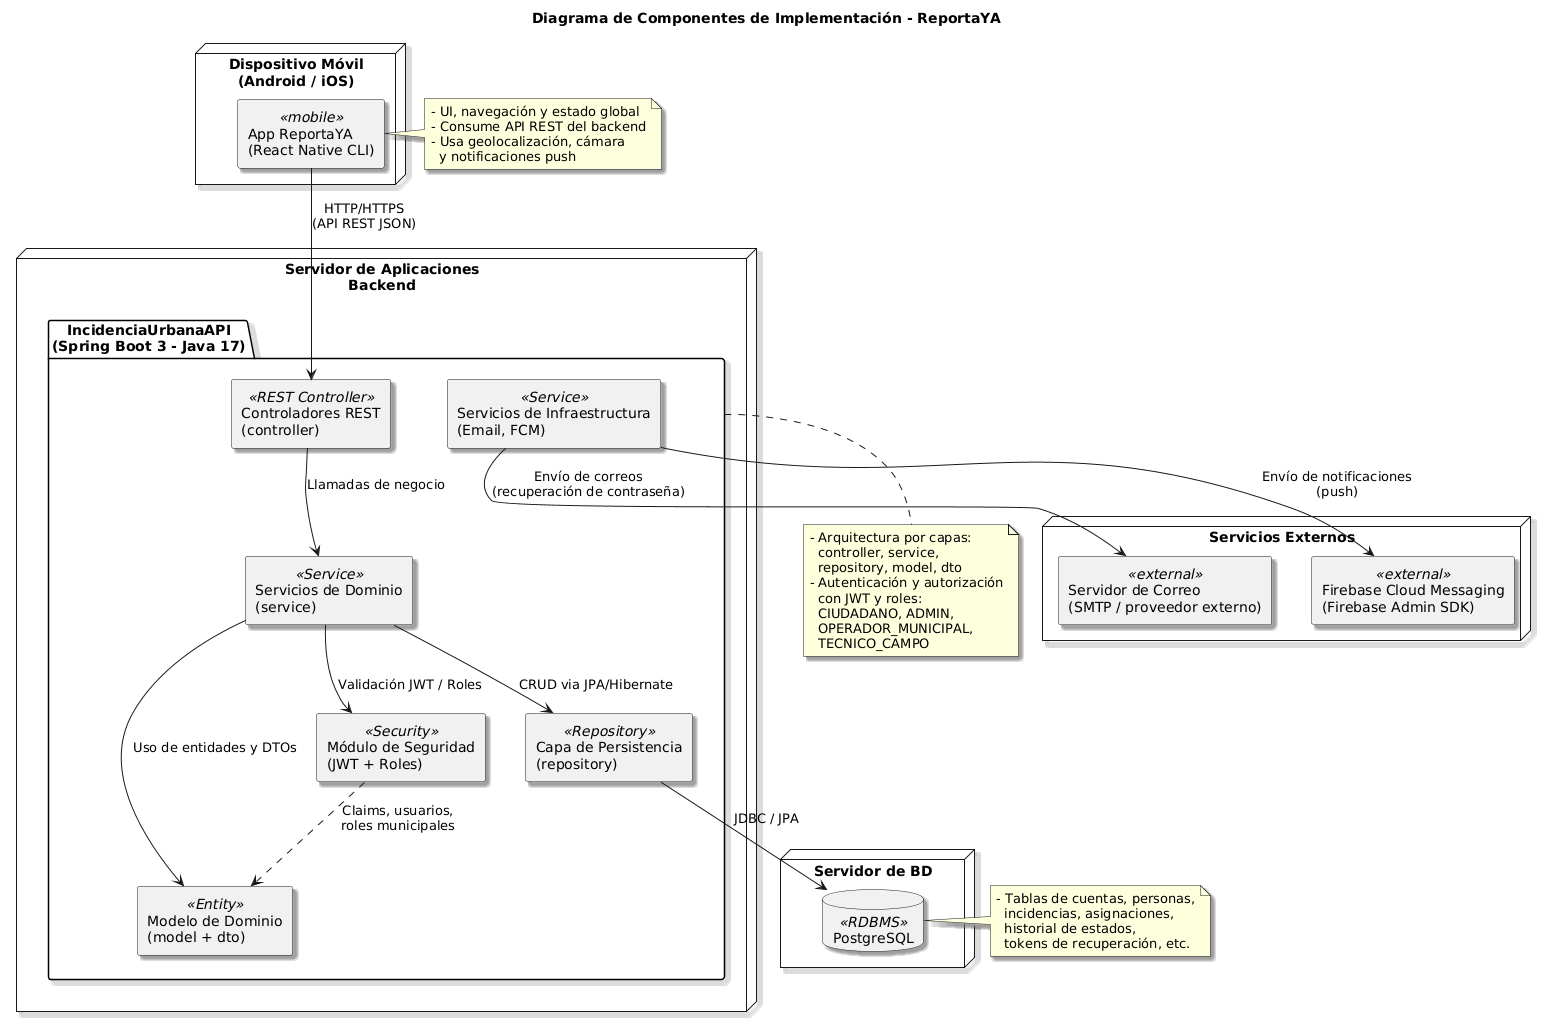 Diagrama de Componentes de Implementación - ReportaYA
Dispositivo Móvil
(Android / iOS)
«mobile»
App ReportaYA
(React Native CLI)
- UI, navegación y estado global
- Consume API REST del backend
- Usa geolocalización, cámara
y notificaciones push
HTTP/HTTPS
(API REST JSON)
Servidor de Aplicaciones
Backend
IncidenciaUrbanaAPI
(Spring Boot 3 - Java 17)
«REST Controller»
Controladores REST
(controller)
«Service»
Servicios de Infraestructura
(Email, FCM)
Llamadas de negocio
Envío de correos
(recuperación de contraseña)
Envío de notificaciones
(push)
«Service»
Servicios de Dominio
(service)
- Arquitectura por capas:
controller, service,
repository, model, dto
- Autenticación y autorización
con JWT y roles:
CIUDADANO, ADMIN,
OPERADOR_MUNICIPAL,
TECNICO_CAMPO
Servicios Externos
«external»
Servidor de Correo
(SMTP / proveedor externo)
«external»
Firebase Cloud Messaging
(Firebase Admin SDK)
Validación JWT / Roles
CRUD via JPA/Hibernate
Uso de entidades y DTOs
«Security»
Módulo de Seguridad
(JWT + Roles)
«Repository»
Capa de Persistencia
(repository)
Claims, usuarios,
roles municipales
JDBC / JPA
«Entity»
Modelo de Dominio
(model + dto)
Servidor de BD
«RDBMS»
PostgreSQL
- Tablas de cuentas, personas,
incidencias, asignaciones,
historial de estados,
tokens de recuperación, etc.